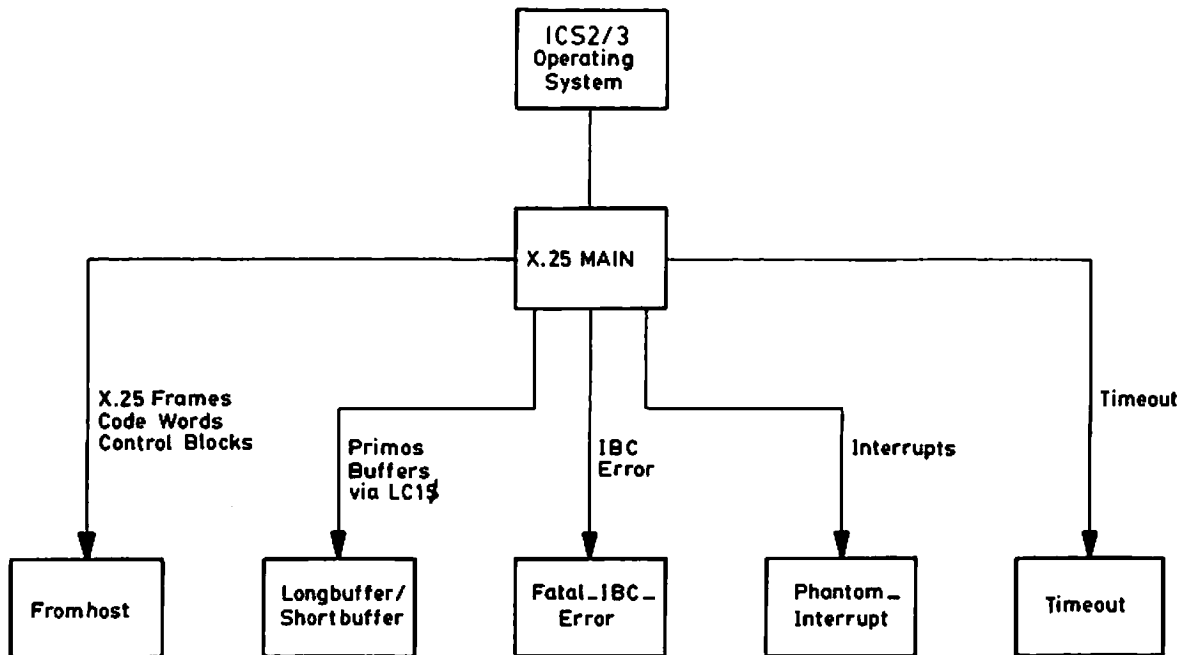 ICS2/3
Operating
System
X.25 MAIN
X.25 Frames
Code Words
Control Blocks
Primos
Buffers
via LC1$
IBC
Error
Interrupts
Timeout
Fromhost
Longbuffer/
Shortbuffer
Fatal_IBC_
Error
Phantom_
Interrupt
Timeout